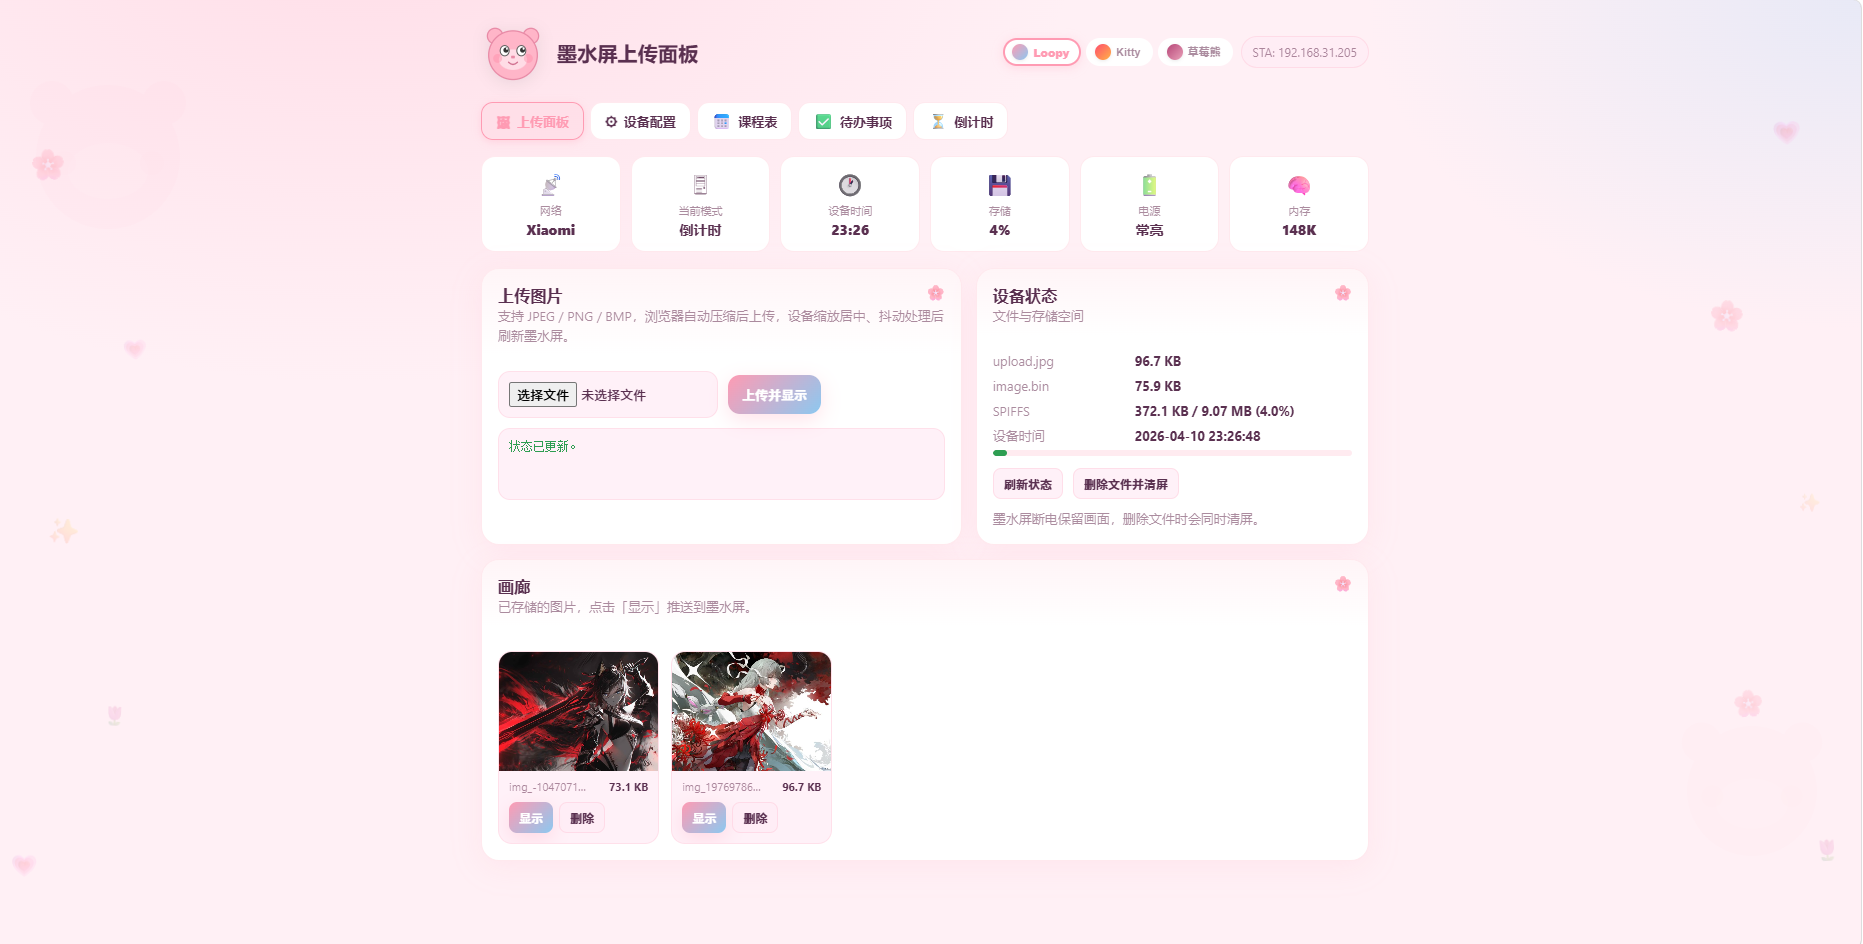 墨水屏上传面板
Loopy
Kitty
草莓熊
STA: 192.168.31.205
上传面板
设备配置
课程表
待办事项
倒计时
网络
Xiaomi
当前模式
倒计时
设备时间
23:26
存储
4%
电源
常亮
内存
148K
上传图片
支持 JPEG / PNG / BMP，浏览器自动压缩后上传，设备缩放居中、抖动处理后
刷新墨水屏。
选择文件 未选择文件
上传并显示
状态已更新。
设备状态
文件与存储空间
upload.jpg 96.7 KB
image.bin 75.9 KB
SPIFFS 372.1 KB / 9.07 MB (4.0%)
设备时间 2026-04-10 23:26:48
刷新状态
删除文件并清屏
墨水屏断电保留画面，删除文件时会同时清屏。
画廊
已存储的图片，点击「显示」推送到墨水屏。
img_-1047071... 73.1 KB
显示 删除
img_19769786... 96.7 KB
显示 删除